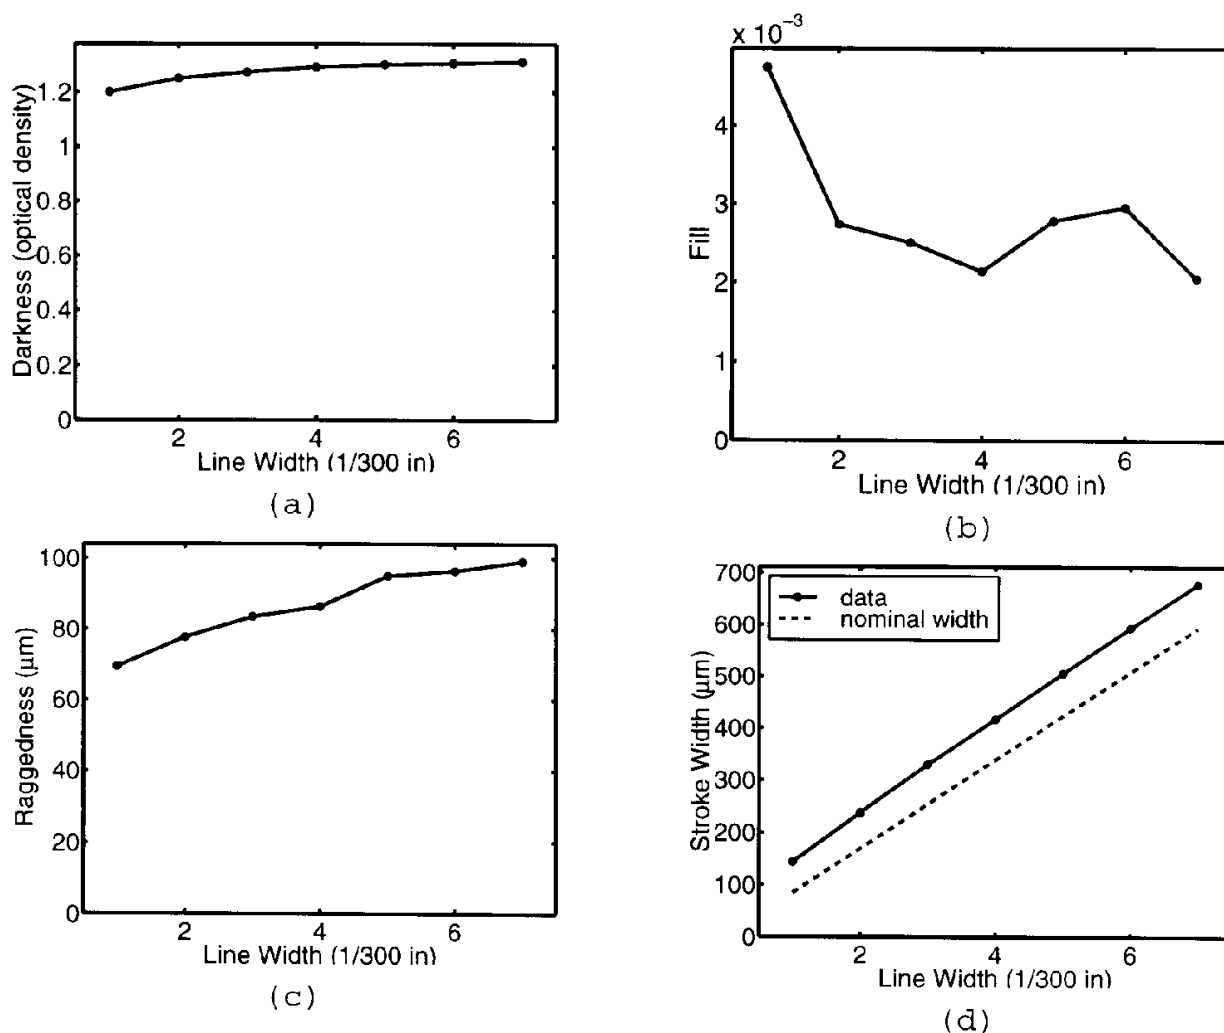 1.2
1
0.8
0.6
0.4
0.2
0
Darkness (optical density)
2 4 6
Line Width (1/300 in)
(a)
x 10^-3
4
3
2
1
0
Fill
2 4 6
Line Width (1/300 in)
(b)
100
80
60
40
20
0
Raggedness (μm)
2 4 6
Line Width (1/300 in)
(c)
700
600
500
400
300
200
100
0
Stroke Width (μm)
data
nominal width
2 4 6
Line Width (1/300 in)
(d)